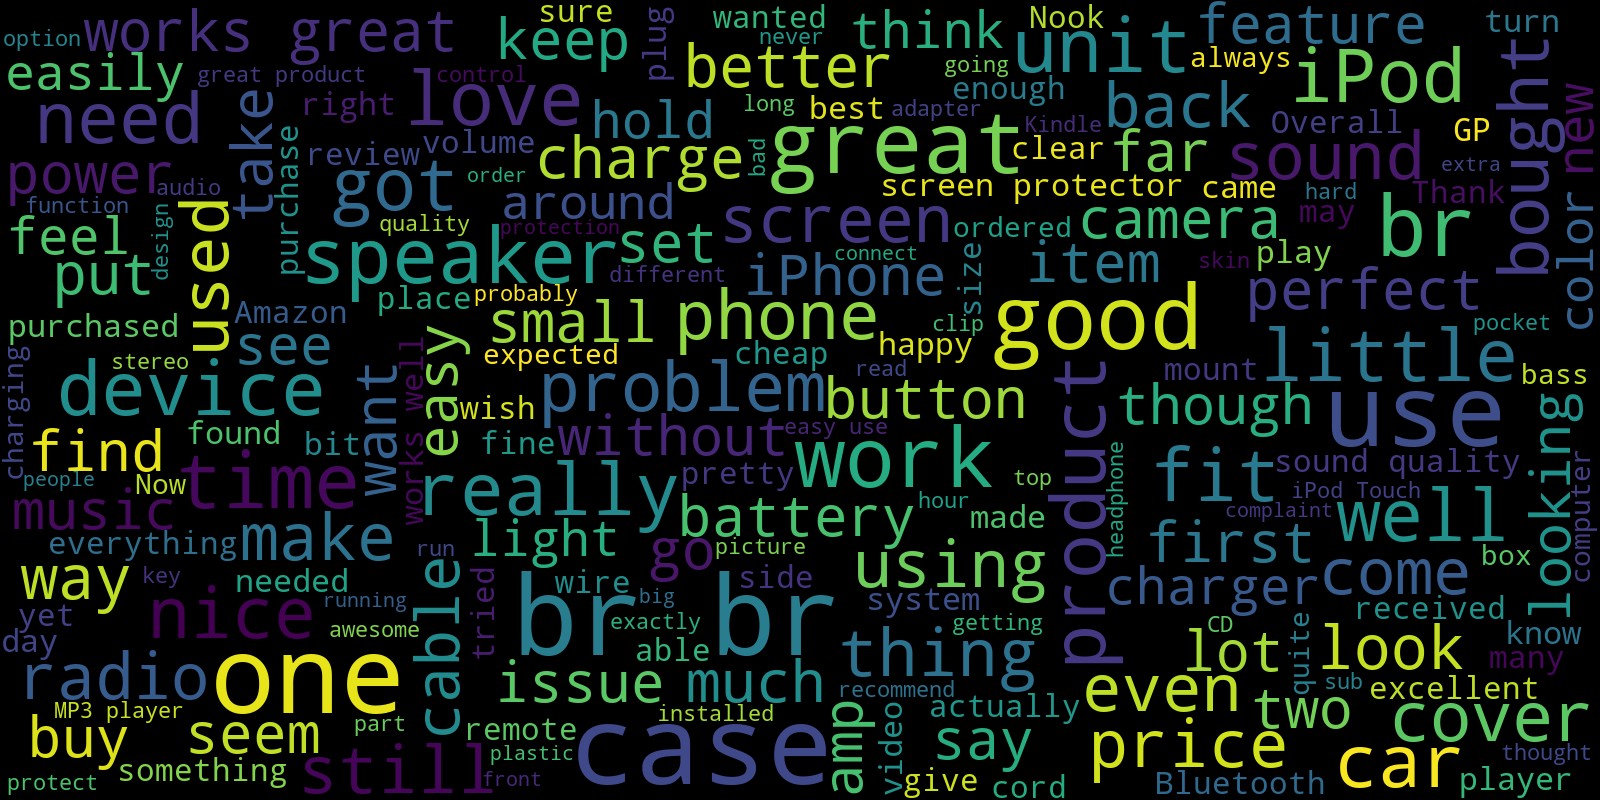 option
works great
sure
keep
plug
wanted
never
think
Nook
unit
feature
turn
easily
great product
control
better
going
always
iPod
bought
need
take
right
love
hold
long
best
adapter
enough
back
Overall
new
power
purchase
review
volume
charge
bad
great
Kindle
clear
far
sound
GP
extra
audio
function
used
got
order
around
screen protector
came
hard
Thank
may
feel
design
quality
protection
set
screen
ordered
camera
br
color
put
speaker
different
iPhone
connect
size
item
skin
play
perfect
purchased
Amazon
place
probably
small
phone
clip
good
pocket
stereo
see
easy
expected
cheap
happy
little
charging
device
want
works well
wish
problem
read
button
product
mount
though
use
bass
find
found
bit
fine
without
easy use
work
looking
people
Now
time
really
pretty
top
headphone
fit
sound quality
iPod Touch
computer
music
battery
hour
made
complaint
well
everything
make
light
go
picture
using
first
box
way
key
needed
run
cable
tried
wire
side
system
charger
come
yet
nice
running
awesome
br br
big
exactly
getting
received
day
able
thing
CD
quite
know
radio
one
issue
much
recommend
lot
look
many
MP3 player
part
installed
amp
video
actually
even
sub
excellent
buy
seem
remote
case
say
price
two
cover
protect
something
still
plastic
front
give
cord
Bluetooth
car
thought
player